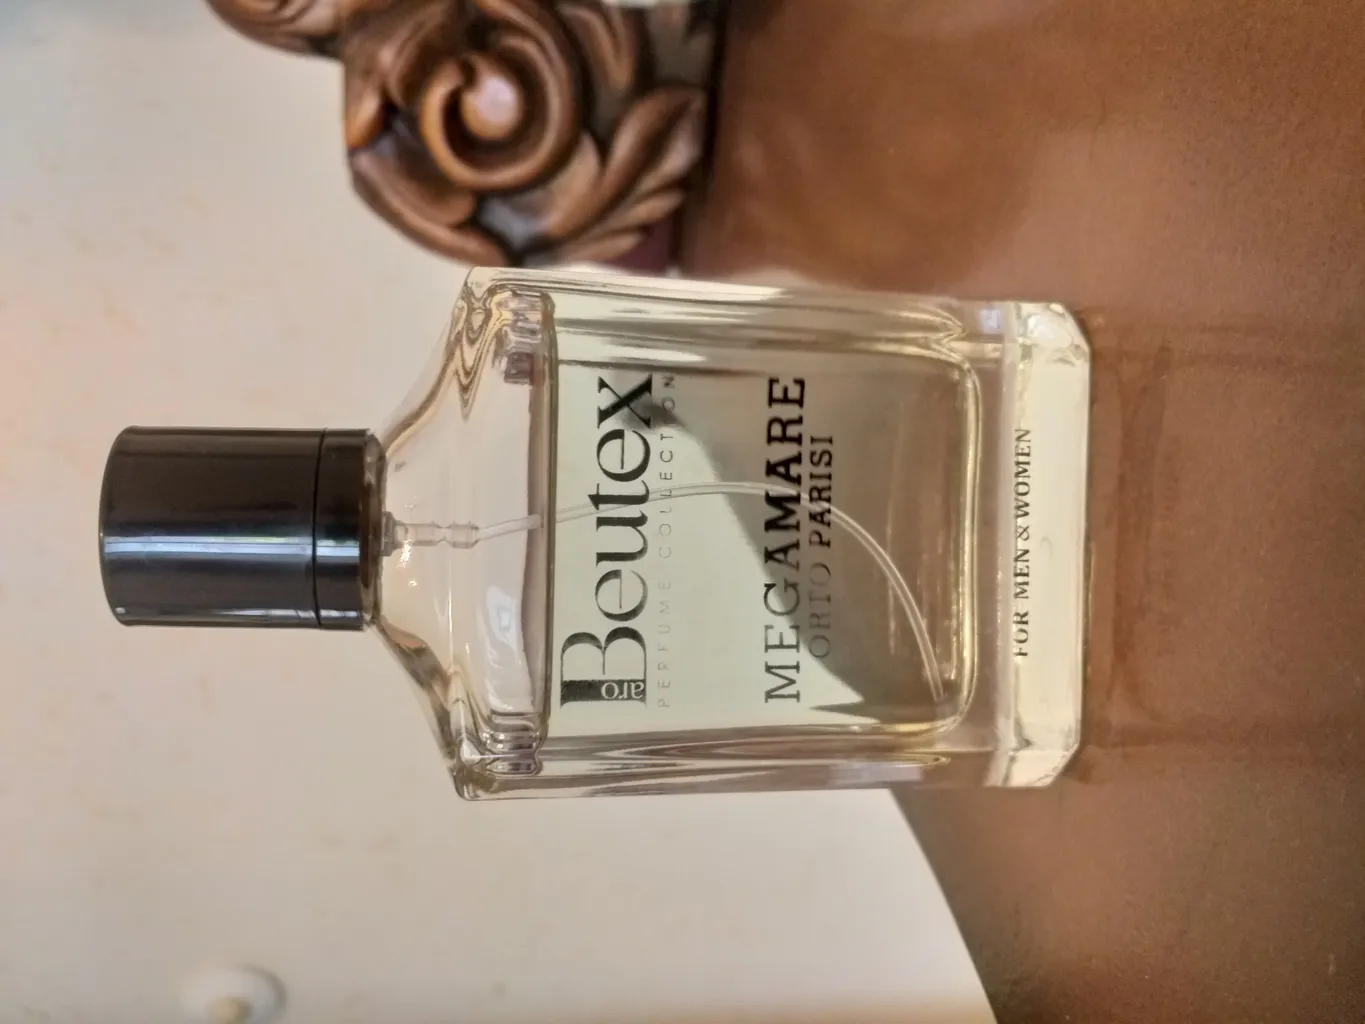 Beutex
aro
PERFUME COLLECTION
MEGAMARE
ORTO PARISI
FOR MEN & WOMEN